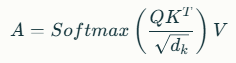 A = Softmax(QK^T / √d_k) V